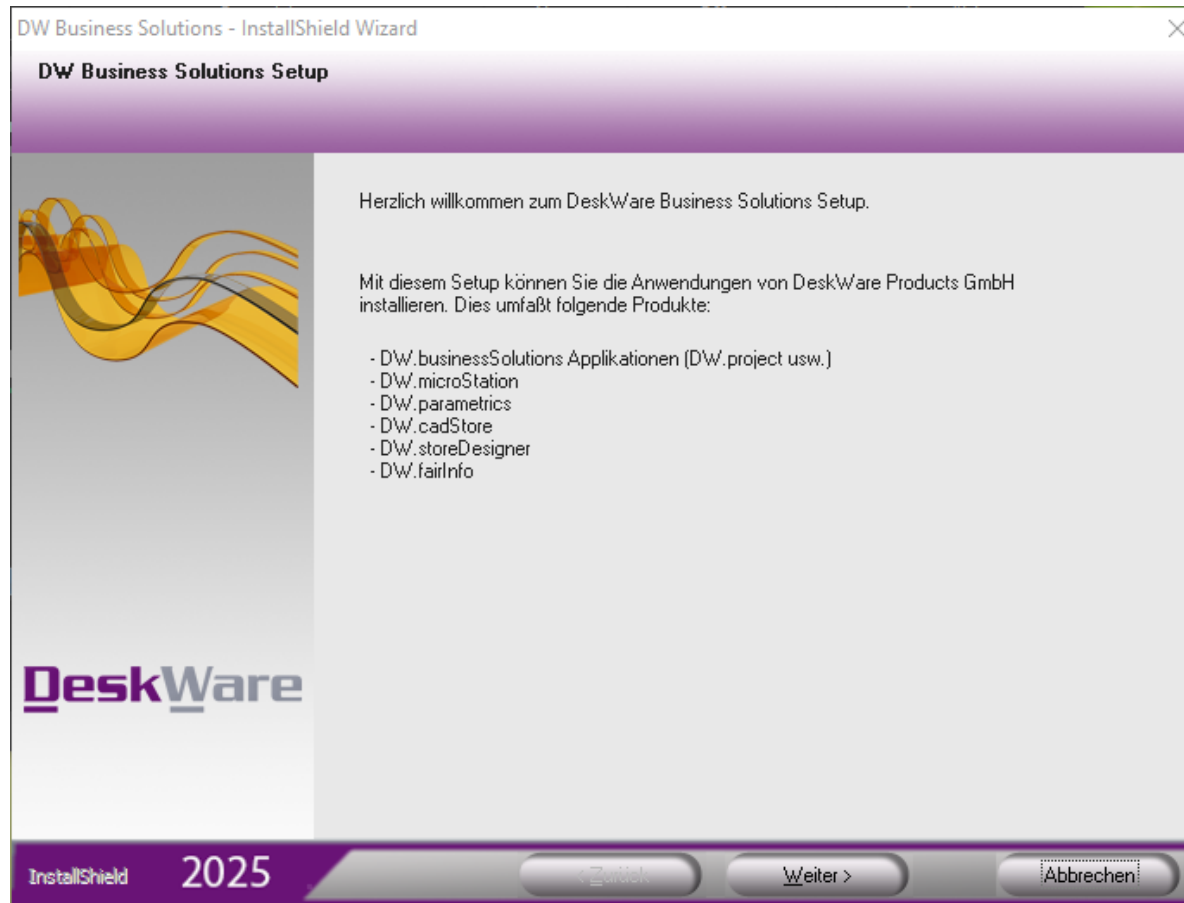 DW Business Solutions - InstallShield Wizard
DW Business Solutions Setup
Herzlich willkommen zum DeskWare Business Solutions Setup.
Mit diesem Setup können Sie die Anwendungen von DeskWare Products GmbH
installieren. Dies umfaßt folgende Produkte:
- DW.businessSolutions Applikationen (DW.project usw.)
- DW.microStation
- DW.parametrics
- DW.cadStore
- DW.storeDesigner
- DW.fairInfo
DeskWare
InstallShield 2025 < Zurück Weiter > Abbrechen